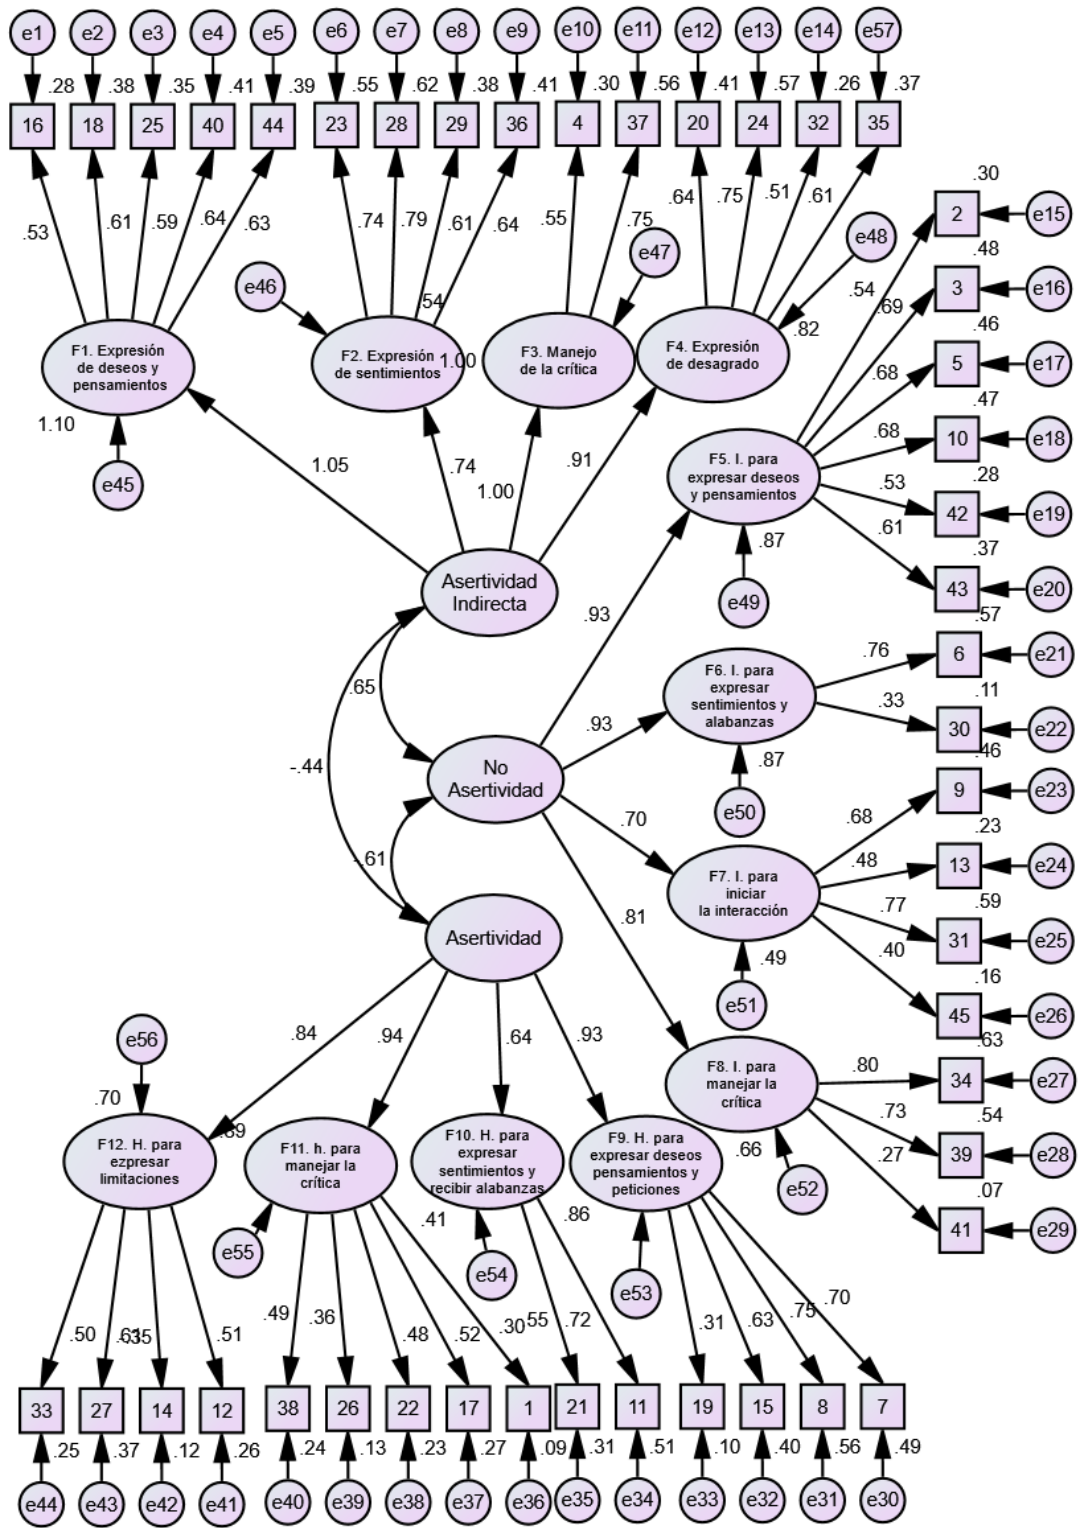 e1 e2 e3 e4 e5 e6 e7 e8 e9 e10 e11 e12 e13 e14 e57
.28 .38 .35 .41 .39 .55 .62 .38 .41 .30 .56 .41 .57 .26 .37
16 18 25 40 44 23 28 29 36 4 37 20 24 32 35
.53 .61 .59 .64 .63 .74 .79 .61 .64 .55 .75 .64 .75 .51 .61
e46 e47 e48
.54 1.00 .82
F1. Expresión
de deseos y
pensamientos
F2. Expresión
de sentimientos
F3. Manejo
de la crítica
F4. Expresión
de desagrado
1.10
e45
1.05 .74 1.00 .91
.30
2 e15
.48
3 e16
.46
5 e17
.47
10 e18
.28
42 e19
.37
43 e20
.54 .69 .68 .68 .53 .61
F5. I. para
expresar deseos
y pensamientos
.87
e49
Asertividad
Indirecta
.93
.65
-.44
.57
6 e21
.11
30 e22
.76 .33
F6. I. para
expresar
sentimientos y
alabanzas
.93
.87
e50
No
Asertividad
.46
9 e23
.23
13 e24
.59
31 e25
.16
45 e26
.68 .48 .77 .40
.70
F7. I. para
iniciar
la interacción
.49
e51
-.61
.81
Asertividad
.63
34 e27
.54
39 e28
.07
41 e29
.80 .73 .27
F8. I. para
manejar la
crítica
.66
e52
.84 .94 .64 .93
e56
.70
.89
F12. H. para
ezpresar
limitaciones
F11. h. para
manejar la
crítica
F10. H. para
expresar
sentimientos y
recibir alabanzas
F9. H. para
expresar deseos
pensamientos y
peticiones
.41 .86
e55 e54 e53
.50 .61 .35 .51 .49 .36 .48 .52 .30 .55 .72 .31 .63 .75 .70
33 27 14 12 38 26 22 17 1 21 11 19 15 8 7
.25 .37 .12 .26 .24 .13 .23 .27 .09 .31 .51 .10 .40 .56 .49
e44 e43 e42 e41 e40 e39 e38 e37 e36 e35 e34 e33 e32 e31 e30